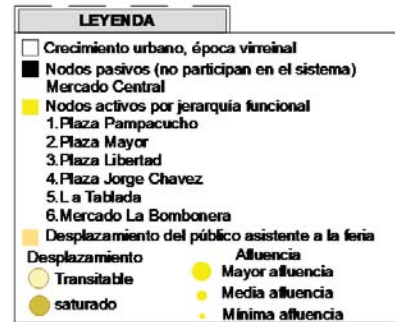 LEYENDA
Crecimiento urbano, época virreinal
Nodos pasivos (no participan en el sistema)
Mercado Central
Nodos activos por jerarquía funcional
1.Plaza Pampacucho
2.Plaza Mayor
3.Plaza Libertad
4.Plaza Jorge Chavez
5.La Tablada
6.Mercado La Bombonera
Desplazamiento del público asistente a la feria
Desplazamiento
Transitable
saturado
Afluencia
Mayor afluencia
Media afluencia
Mínima afluencia